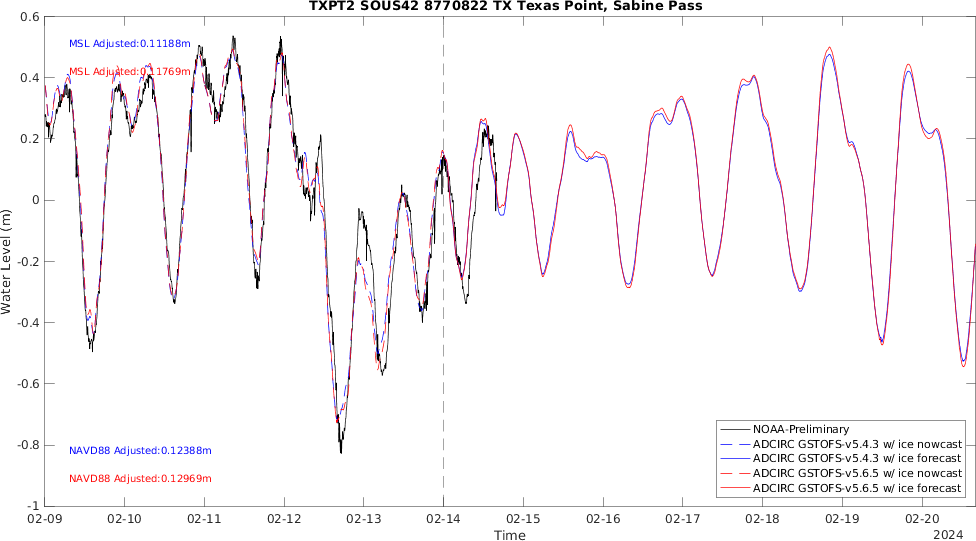 TXPT2 SOUS42 8770822 TX Texas Point, Sabine Pass
0.6
MSL Adjusted:0.11188m
MSL Adjusted:0.11769m
0.4
0.2
0
-0.2
-0.4
-0.6
-0.8
-1
Water Level (m)
NAVD88 Adjusted:0.12388m
NAVD88 Adjusted:0.12969m
NOAA-Preliminary
ADCIRC GSTOFS-v5.4.3 w/ ice nowcast
ADCIRC GSTOFS-v5.4.3 w/ ice forecast
ADCIRC GSTOFS-v5.6.5 w/ ice nowcast
ADCIRC GSTOFS-v5.6.5 w/ ice forecast
02-09 02-10 02-11 02-12 02-13 02-14 02-15 02-16 02-17 02-18 02-19 02-20
Time
2024